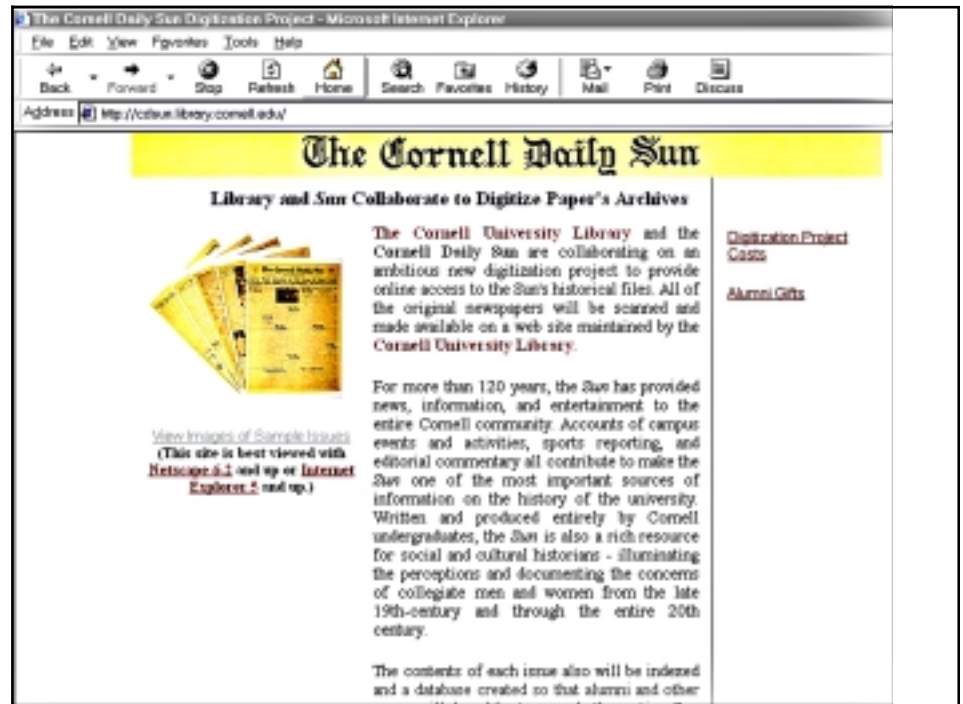 The Cornell Daily Sun Digitization Project - Microsoft Internet Explorer
File Edit View Favorites Tools Help
Back Forward Stop Refresh Home Search Favorites History Mail Print Discuss
Address http://cdsun.library.cornell.edu/
The Cornell Daily Sun
Library and Sun Collaborate to Digitize Paper's Archives
View Images of Sample Issues
(This site is best viewed with
Netscape 6.2 and up or Internet
Explorer 5 and up.)
The Cornell University Library and the
Cornell Daily Sun are collaborating on an
ambitious new digitization project to provide
online access to the Sun's historical files. All of
the original newspapers will be scanned and
made available on a web site maintained by the
Cornell University Library.
For more than 120 years, the Sun has provided
news, information, and entertainment to the
entire Cornell community. Accounts of campus
events and activities, sports reporting, and
editorial commentary all contribute to make the
Sun one of the most important sources of
information on the history of the university.
Written and produced entirely by Cornell
undergraduates, the Sun is also a rich resource
for social and cultural historians - illuminating
the perceptions and documenting the concerns
of collegiate men and women from the late
19th-century and through the entire 20th
century.
The contents of each issue also will be indexed
and a database created so that alumni and other
Digitization Project
Costs
Alumni Gifts